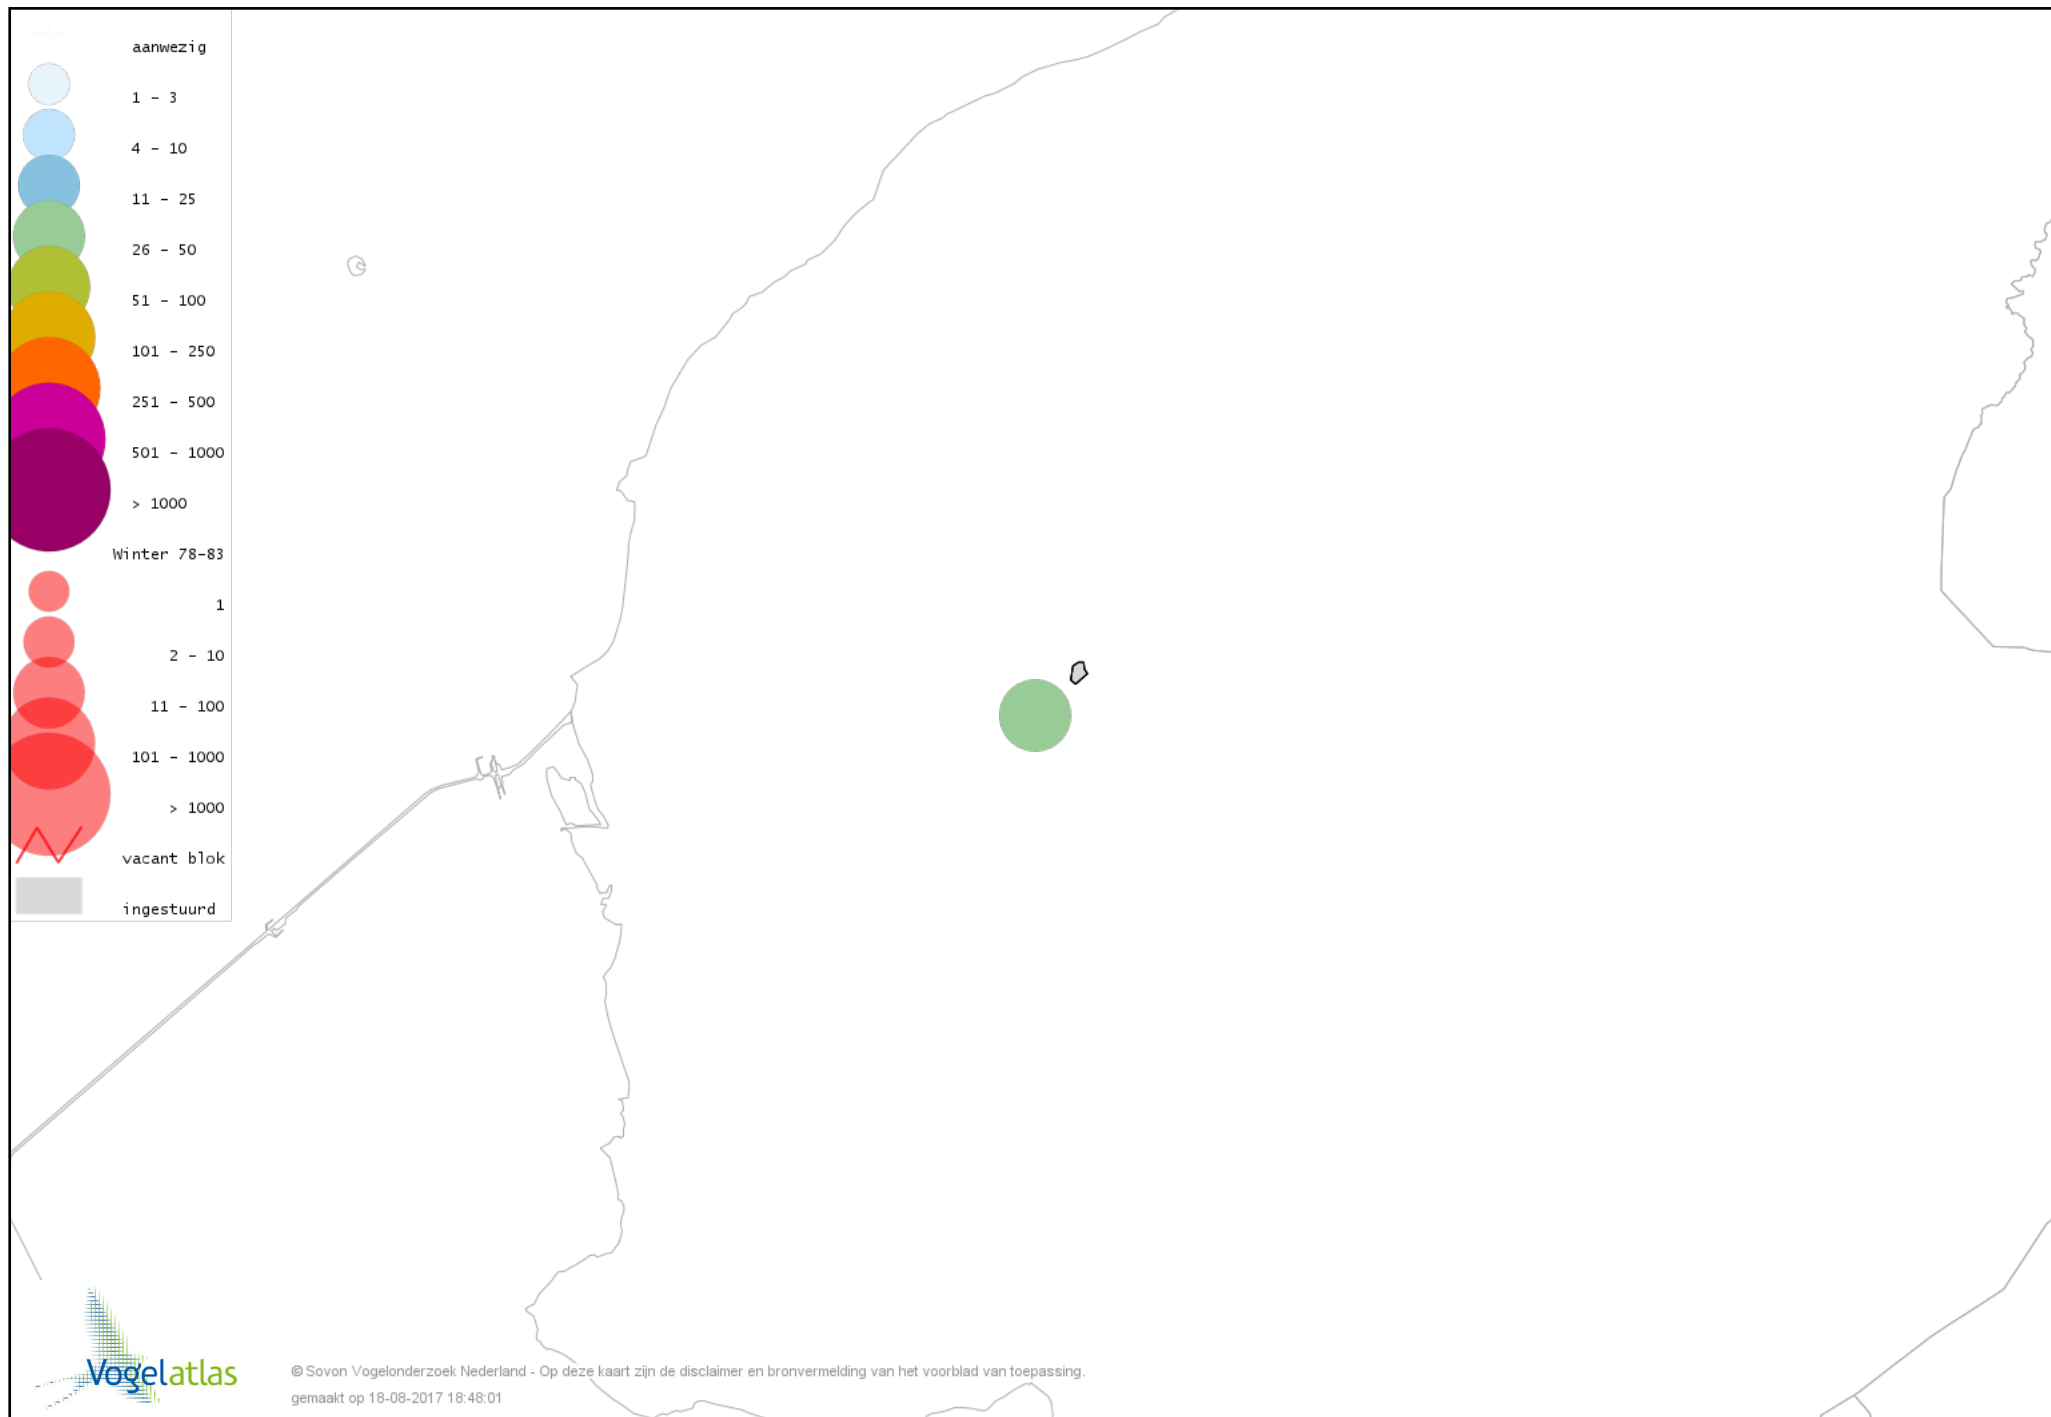 aanwezig
1 - 3
4 - 10
11 - 25
26 - 50
51 - 100
101 - 250
251 - 500
501 - 1000
> 1000
Winter 78-83
1
2 - 10
11 - 100
101 - 1000
> 1000
vacant blok
ingestuurd
Vogelatlas
© Sovon Vogelonderzoek Nederland - Op deze kaart zijn de disclaimer en bronvermelding van het voorblad van toepassing.
gemaakt op 18-08-2017 18:48:01